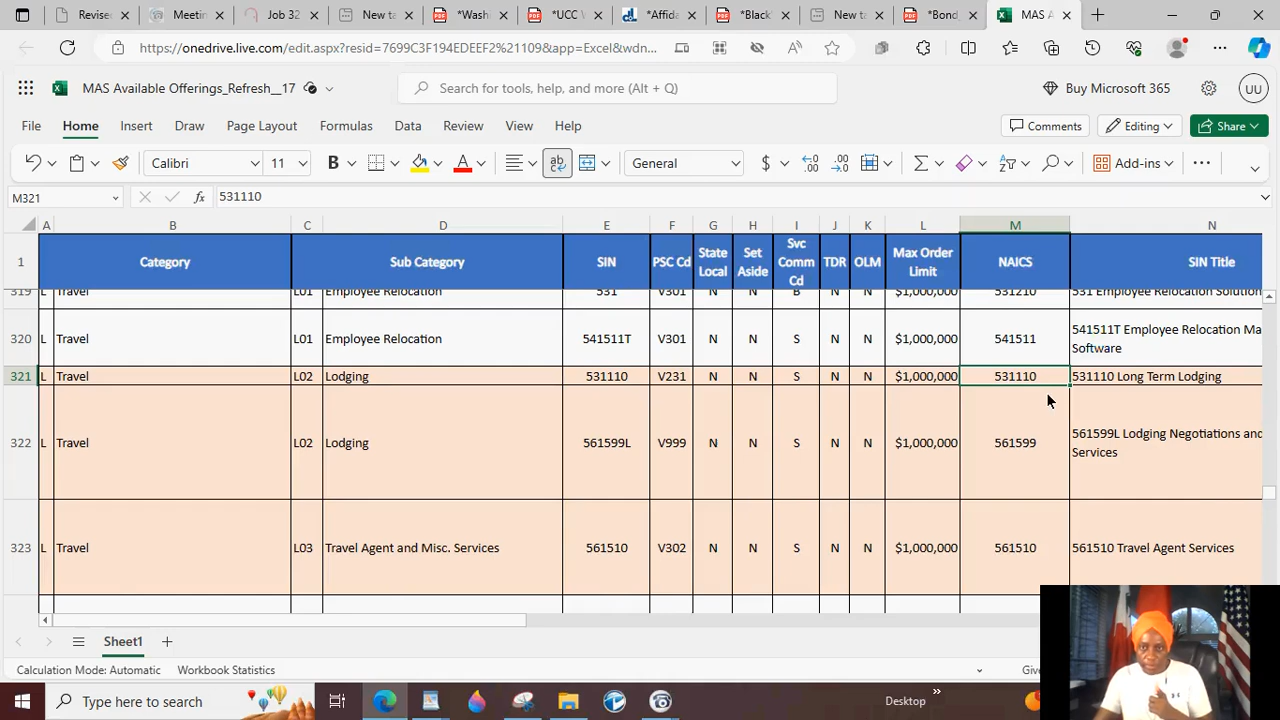 Revised
Meetin
Job 3
New ta
*Wash
*UCC
*Affida
*Black
New ta
*Bond
MAS A
https://onedrive.live.com/edit.aspx?resid=7699C3F194EDEEF2%21109&app=Excel&wdn...
MAS Available Offerings_Refresh__17
Search for tools, help, and more (Alt + Q)
Buy Microsoft 365
UU
File Home Insert Draw Page Layout Formulas Data Review View Help
Comments Editing Share
Calibri 11 B A ab General $ Add-ins ...
M321 fx 531110
A B C D E F G H I J K L M N
1 Category Sub Category SIN PSC Cd State Local Set Aside Svc Comm Cd TDR OLM Max Order Limit NAICS SIN Title
319 L Travel L01 Employee Relocation 531 V301 N N B N N $1,000,000 531210 531 Employee Relocation Solution
320 L Travel L01 Employee Relocation 541511T V301 N N S N N $1,000,000 541511 541511T Employee Relocation Ma
Software
321 L Travel L02 Lodging 531110 V231 N N S N N $1,000,000 531110 531110 Long Term Lodging
322 L Travel L02 Lodging 561599L V999 N N S N N $1,000,000 561599 561599L Lodging Negotiations and
Services
323 L Travel L03 Travel Agent and Misc. Services 561510 V302 N N S N N $1,000,000 561510 561510 Travel Agent Services
Sheet1
Calculation Mode: Automatic Workbook Statistics
Give
Type here to search
Desktop